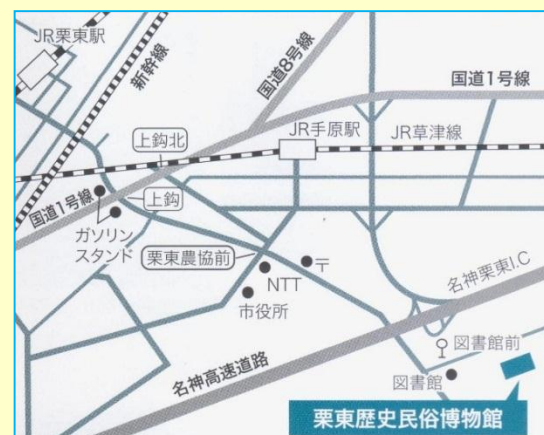 JR栗東駅
新幹線
国道8号線
国道1号線
上鈎北
JR手原駅
JR草津線
国道1号線
上鈎
ガソリン
スタンド
栗東農協前
〒
NTT
市役所
名神栗東I.C
名神高速道路
図書館前
図書館
栗東歴史民俗博物館